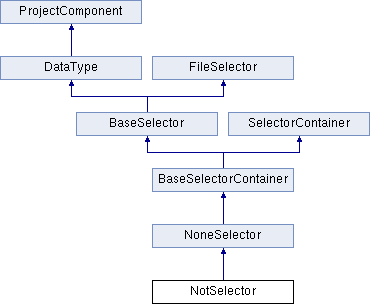 ProjectComponent
DataType
FileSelector
BaseSelector
SelectorContainer
BaseSelectorContainer
NoneSelector
NotSelector